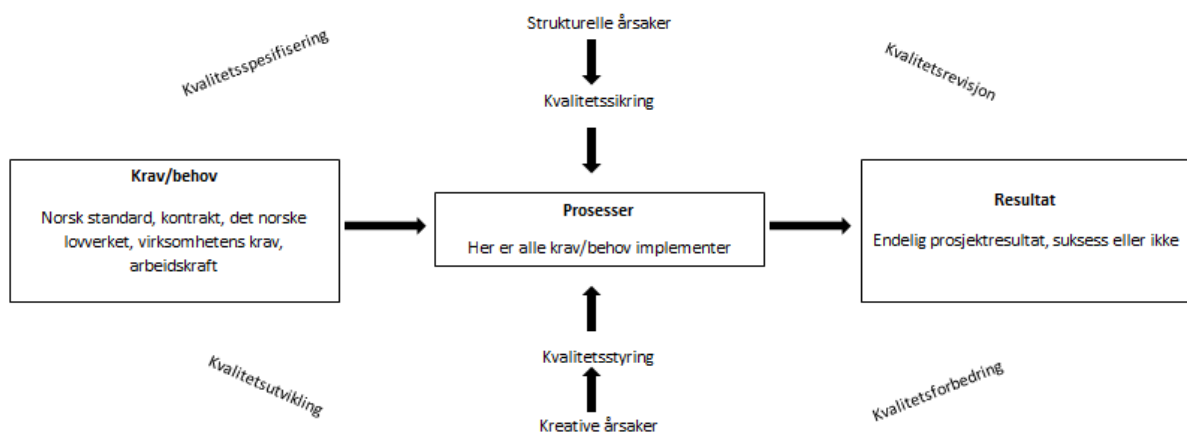 Strukturelle årsaker
Kvalitetsspesifisering
Kvalitetsrevisjon
Kvalitetssikring
Krav/behov
Norsk standard, kontrakt, det norske
lovverket, virksomhetens krav,
arbeidskraft
Prosesser
Her er alle krav/behov implementer
Resultat
Endelig prosjektresultat, suksess eller ikke
Kvalitetsstyring
Kvalitetsutvikling
Kvalitetsforbedring
Kreative årsaker